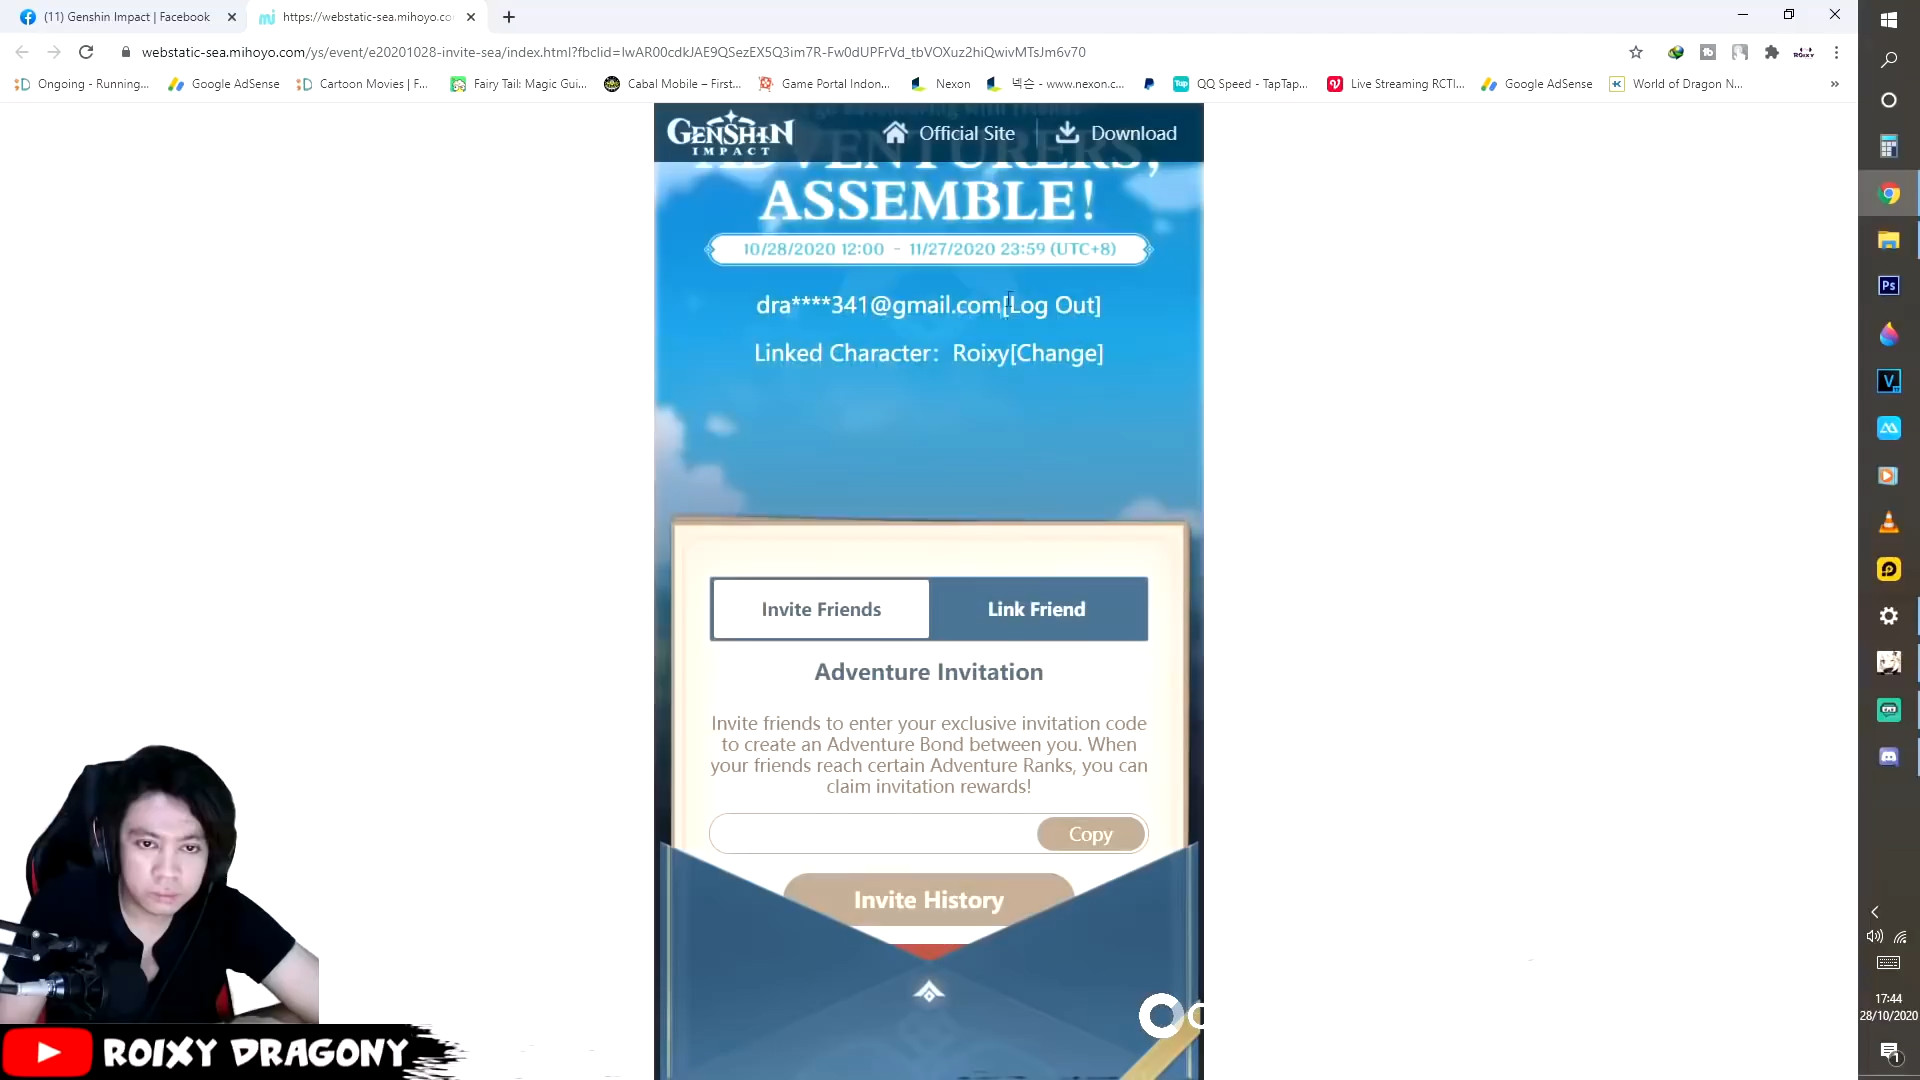 (11) Genshin Impact | Facebook
https://webstatic-sea.mihoyo.co
webstatic-sea.mihoyo.com/ys/event/e20201028-invite-sea/index.html?fbclid=IwAR00cdkJAE9QSezEX5Q3im7R-Fw0dUPFrVd_tbVOXuz2hiQwivMTsJm6v70
Ongoing - Running...
Google AdSense
Cartoon Movies | F...
Fairy Tail: Magic Gui...
Cabal Mobile – First...
Game Portal Indon...
Nexon
넥슨 - www.nexon.c...
QQ Speed - TapTap...
Live Streaming RCTI...
Google AdSense
World of Dragon N...
GENSHIN
IMPACT
Official Site
Download
ADVENTURERS,
ASSEMBLE!
10/28/2020 12:00 - 11/27/2020 23:59 (UTC+8)
dra****341@gmail.com[Log Out]
Linked Character: Roixy[Change]
Invite Friends
Link Friend
Adventure Invitation
Invite friends to enter your exclusive invitation code
to create an Adventure Bond between you. When
your friends reach certain Adventure Ranks, you can
claim invitation rewards!
Copy
Invite History
ROIXY DRAGONY
17:44
28/10/2020
1